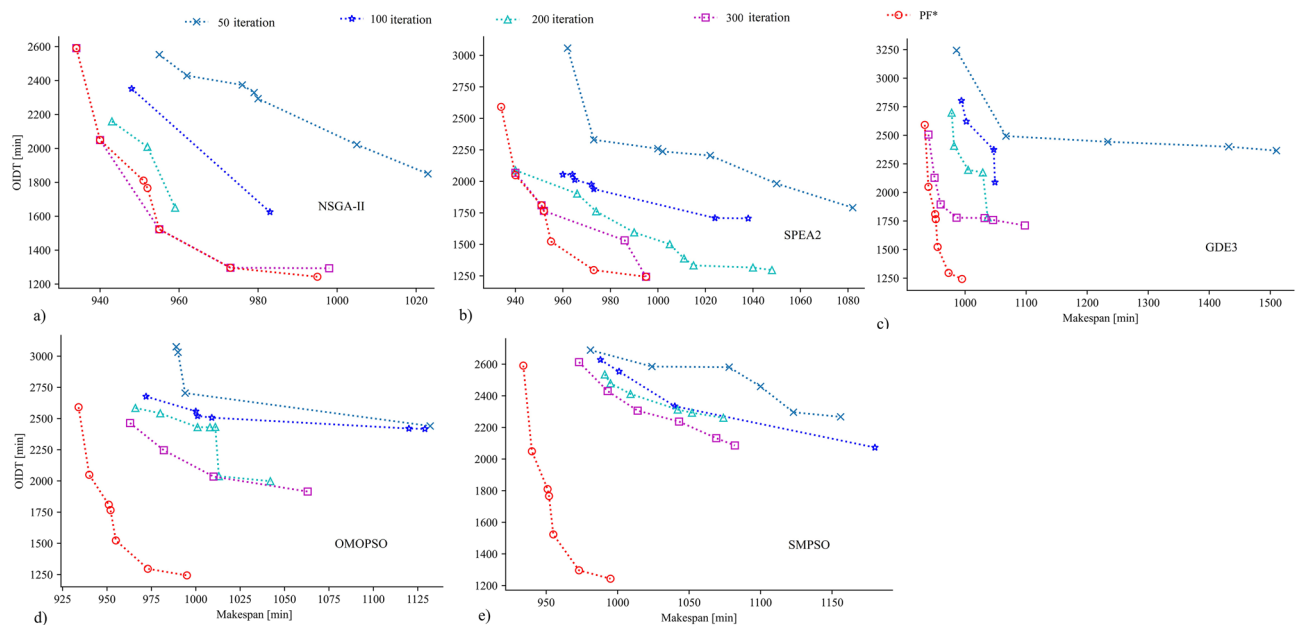 50 iteration 100 iteration 200 iteration 300 iteration PF*
2600
2400
2200
2000
1800
1600
1400
1200
OIDT [min]
NSGA-II
940 960 980 1000 1020
a)
3000
2750
2500
2250
2000
1750
1500
1250
SPEA2
940 960 980 1000 1020 1040 1060 1080
b)
3250
3000
2750
2500
2250
2000
1750
1500
1250
GDE3
1000 1100 1200 1300 1400 1500
Makespan [min]
c)
3000
2750
2500
2250
2000
1750
1500
1250
OIDT [min]
OMOPSO
925 950 975 1000 1025 1050 1075 1100 1125
Makespan [min]
d)
2600
2400
2200
2000
1800
1600
1400
1200
SMPSO
950 1000 1050 1100 1150
Makespan [min]
e)